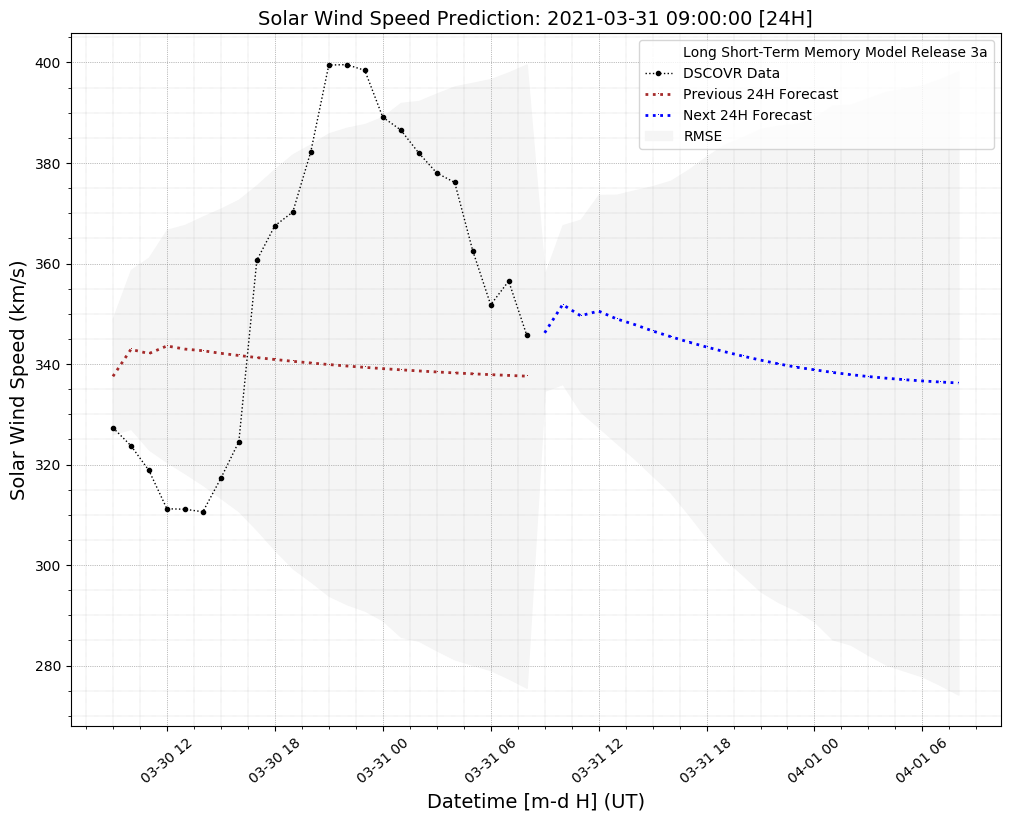 Solar Wind Speed Prediction: 2021-03-31 09:00:00 [24H]
Long Short-Term Memory Model Release 3a
DSCOVR Data
Previous 24H Forecast
Next 24H Forecast
RMSE
Solar Wind Speed (km/s)
400
380
360
340
320
300
280
03-30 12
03-30 18
03-31 00
03-31 06
03-31 12
03-31 18
04-01 00
04-01 06
Datetime [m-d H] (UT)